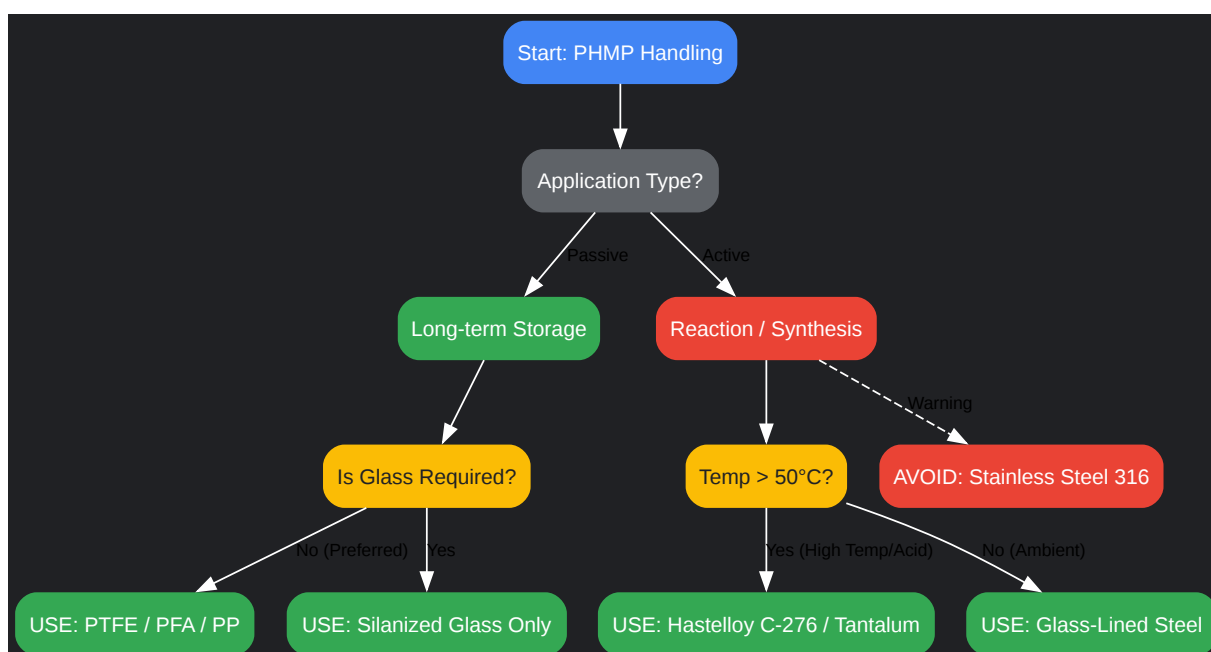 Start: PHMP Handling
Application Type?
Passive
Active
Long-term Storage
Reaction / Synthesis
Warning
Is Glass Required?
Temp > 50°C?
AVOID: Stainless Steel 316
No (Preferred)
Yes
Yes (High Temp/Acid)
No (Ambient)
USE: PTFE / PFA / PP
USE: Silanized Glass Only
USE: Hastelloy C-276 / Tantalum
USE: Glass-Lined Steel